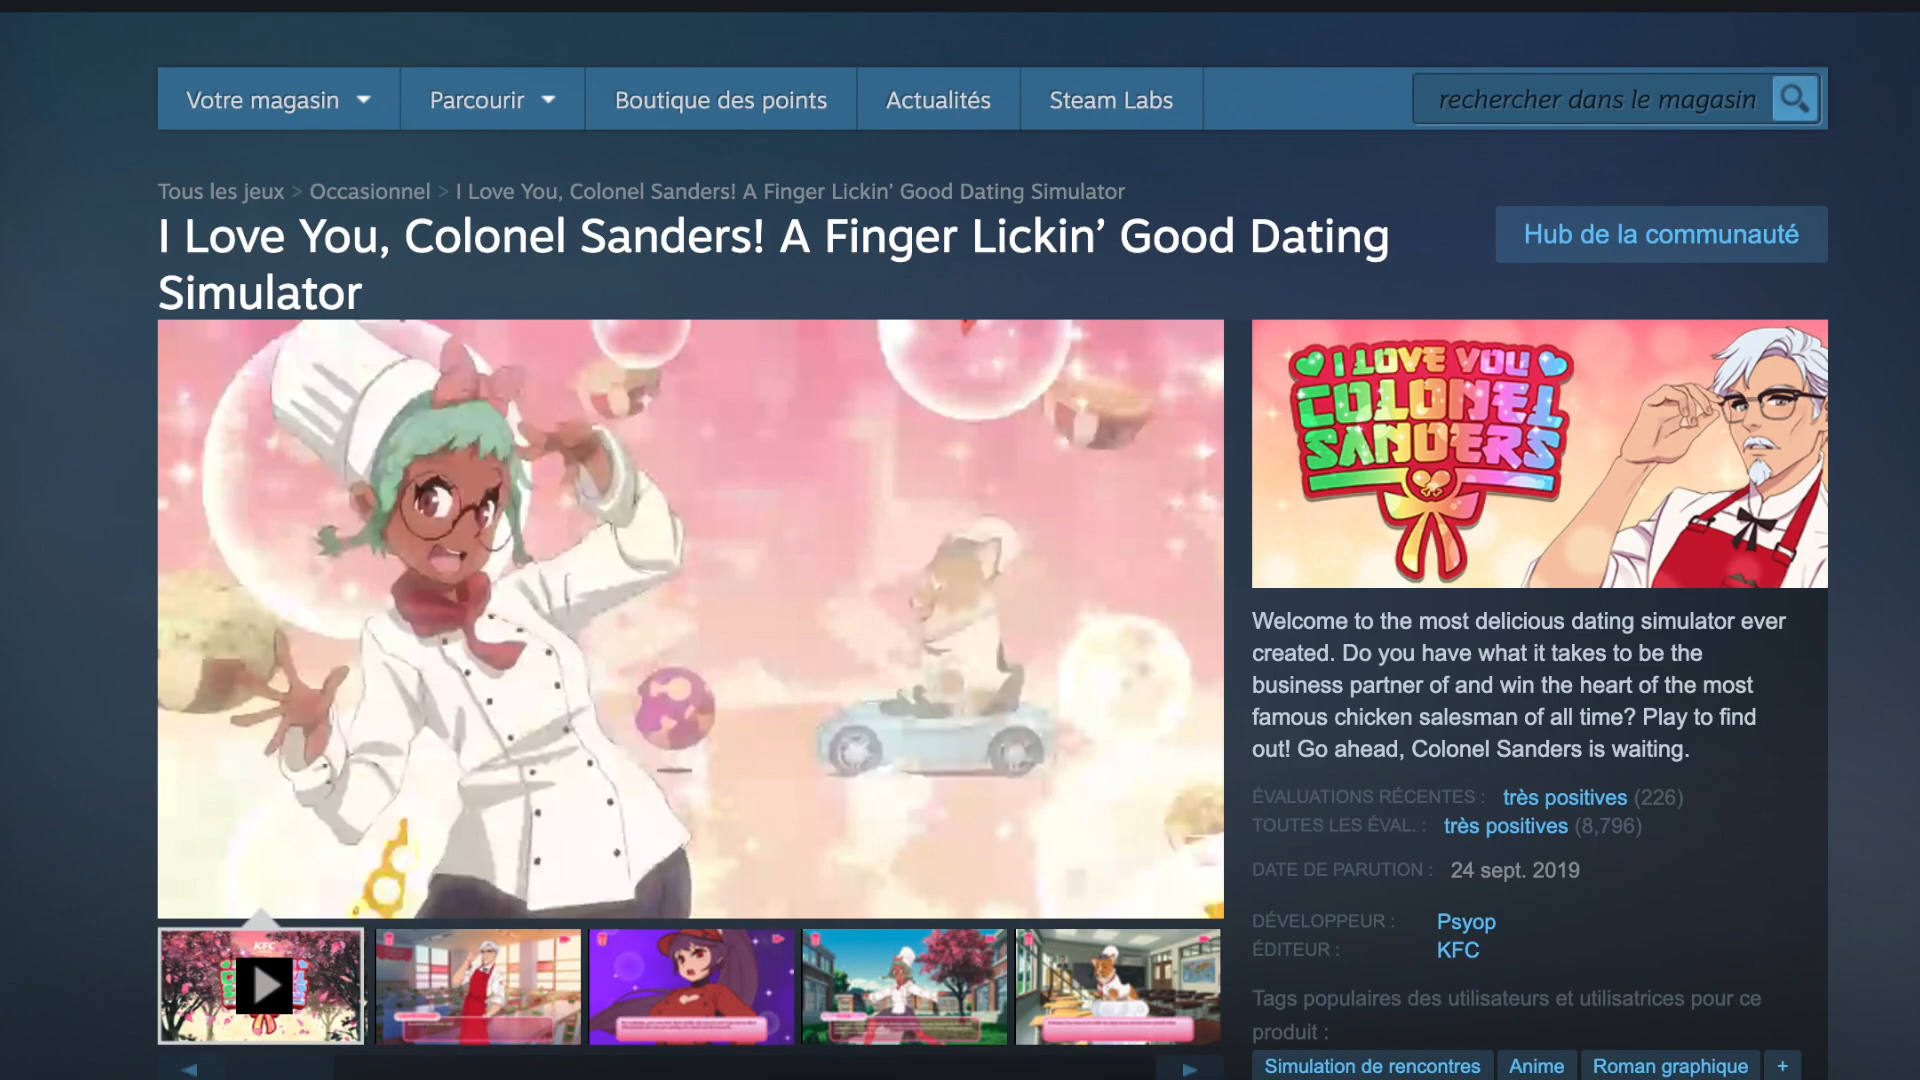 Votre magasin
Parcourir
Boutique des points
Actualités
Steam Labs
rechercher dans le magasin
Tous les jeux > Occasionnel > I Love You, Colonel Sanders! A Finger Lickin’ Good Dating Simulator
I Love You, Colonel Sanders! A Finger Lickin’ Good Dating
Simulator
Hub de la communauté
I LOVE YOU
COLONEL
SANDERS
Welcome to the most delicious dating simulator ever
created. Do you have what it takes to be the
business partner of and win the heart of the most
famous chicken salesman of all time? Play to find
out! Go ahead, Colonel Sanders is waiting.
ÉVALUATIONS RÉCENTES : très positives (226)
TOUTES LES ÉVAL. : très positives (8,796)
DATE DE PARUTION : 24 sept. 2019
DÉVELOPPEUR : Psyop
ÉDITEUR : KFC
Tags populaires des utilisateurs et utilisatrices pour ce
produit :
Simulation de rencontres
Anime
Roman graphique
+
KFC